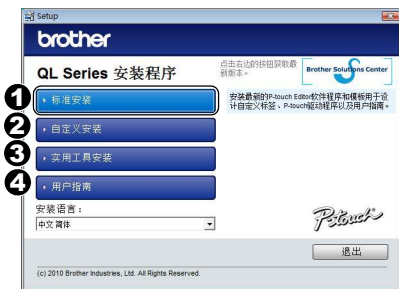 Setup
brother
QL Series 安装程序
点击右边的按钮获取最
新版本。
Brother Solutions Center
1 标准安装
安装最新的P-touch Editor软件程序和模板用于设
计自定义标签、P-touch驱动程序以及用户指南。
2 自定义安装
3 实用工具安装
4 用户指南
安装语言：
中文简体
P-touch
退出
(c) 2010 Brother Industries, Ltd. All Rights Reserved.